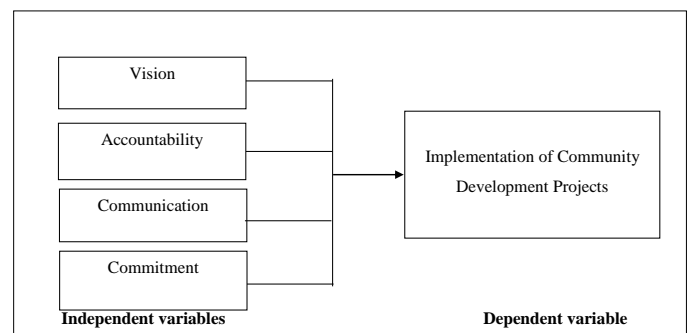 Vision
Accountability
Communication
Commitment
Implementation of Community
Development Projects
Independent variables
Dependent variable